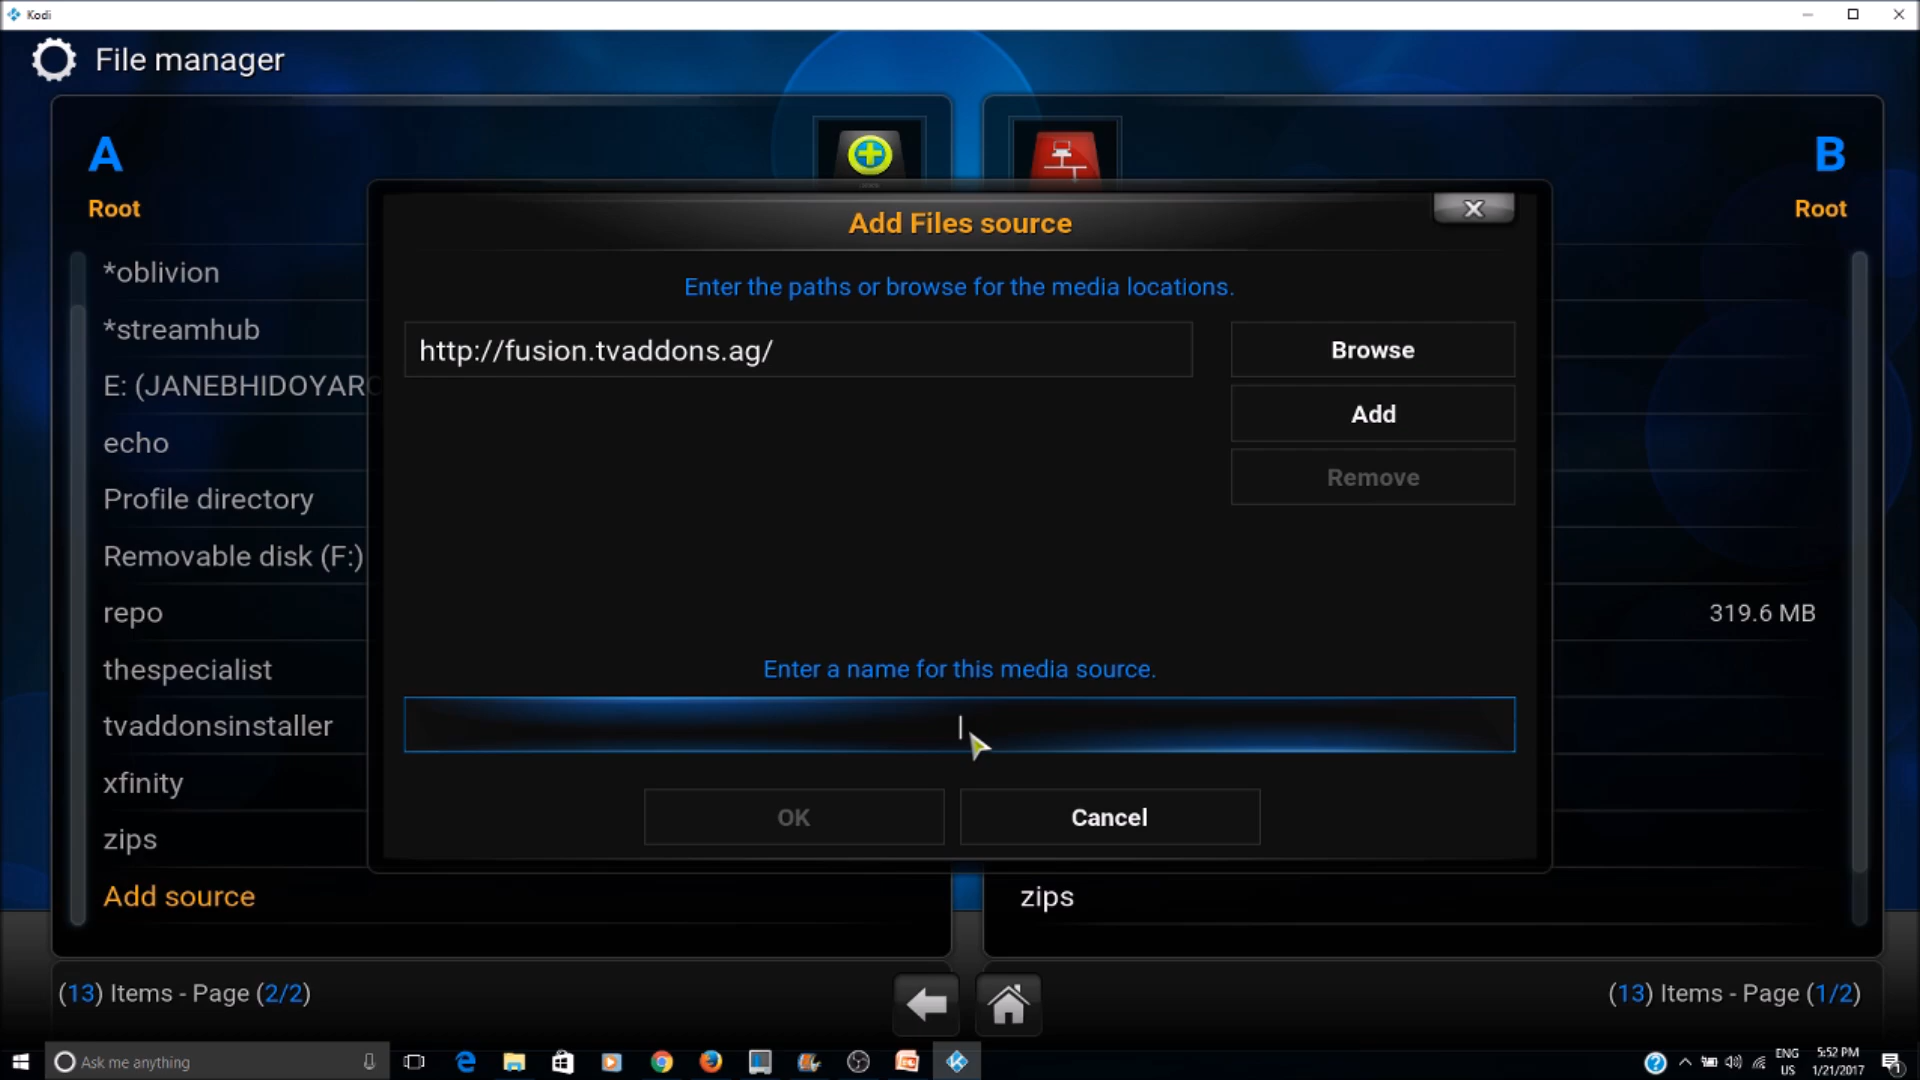 Kodi
File manager
A
B
Root
Root
Add Files source
Enter the paths or browse for the media locations.
http://fusion.tvaddons.ag/
Browse
Add
Remove
Enter a name for this media source.
OK
Cancel
*oblivion
*streamhub
E: (JANEBHIDOYARO
echo
Profile directory
Removable disk (F:)
repo
thespecialist
tvaddonsinstaller
xfinity
zips
Add source
319.6 MB
zips
(13) Items - Page (2/2)
(13) Items - Page (1/2)
Ask me anything
ENG
US
5:52 PM
1/21/2017